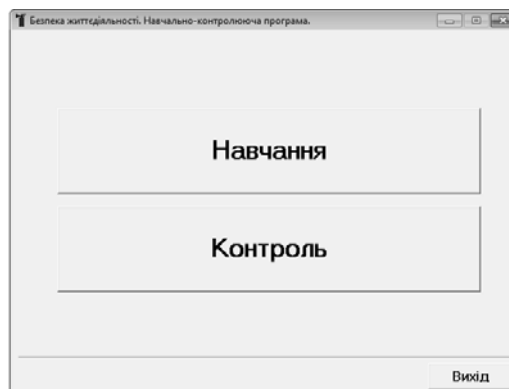 Безпека життєдіяльності. Навчально-контролююча програма.
Навчання
Контроль
Вихід